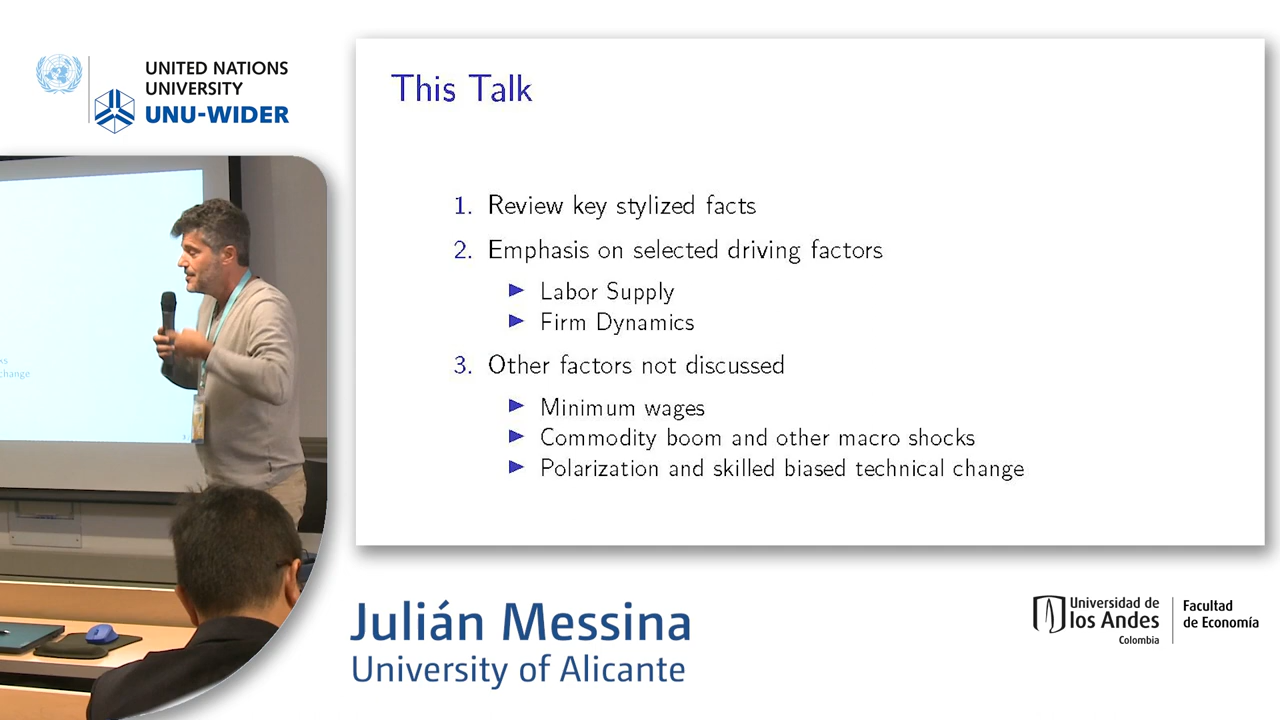 UNITED NATIONS
UNIVERSITY
UNU-WIDER
This Talk
1. Review key stylized facts
2. Emphasis on selected driving factors
Labor Supply
Firm Dynamics
3. Other factors not discussed
Minimum wages
Commodity boom and other macro shocks
Polarization and skilled biased technical change
change
Julián Messina
University of Alicante
Universidad de
los Andes
Colombia
Facultad
de Economía